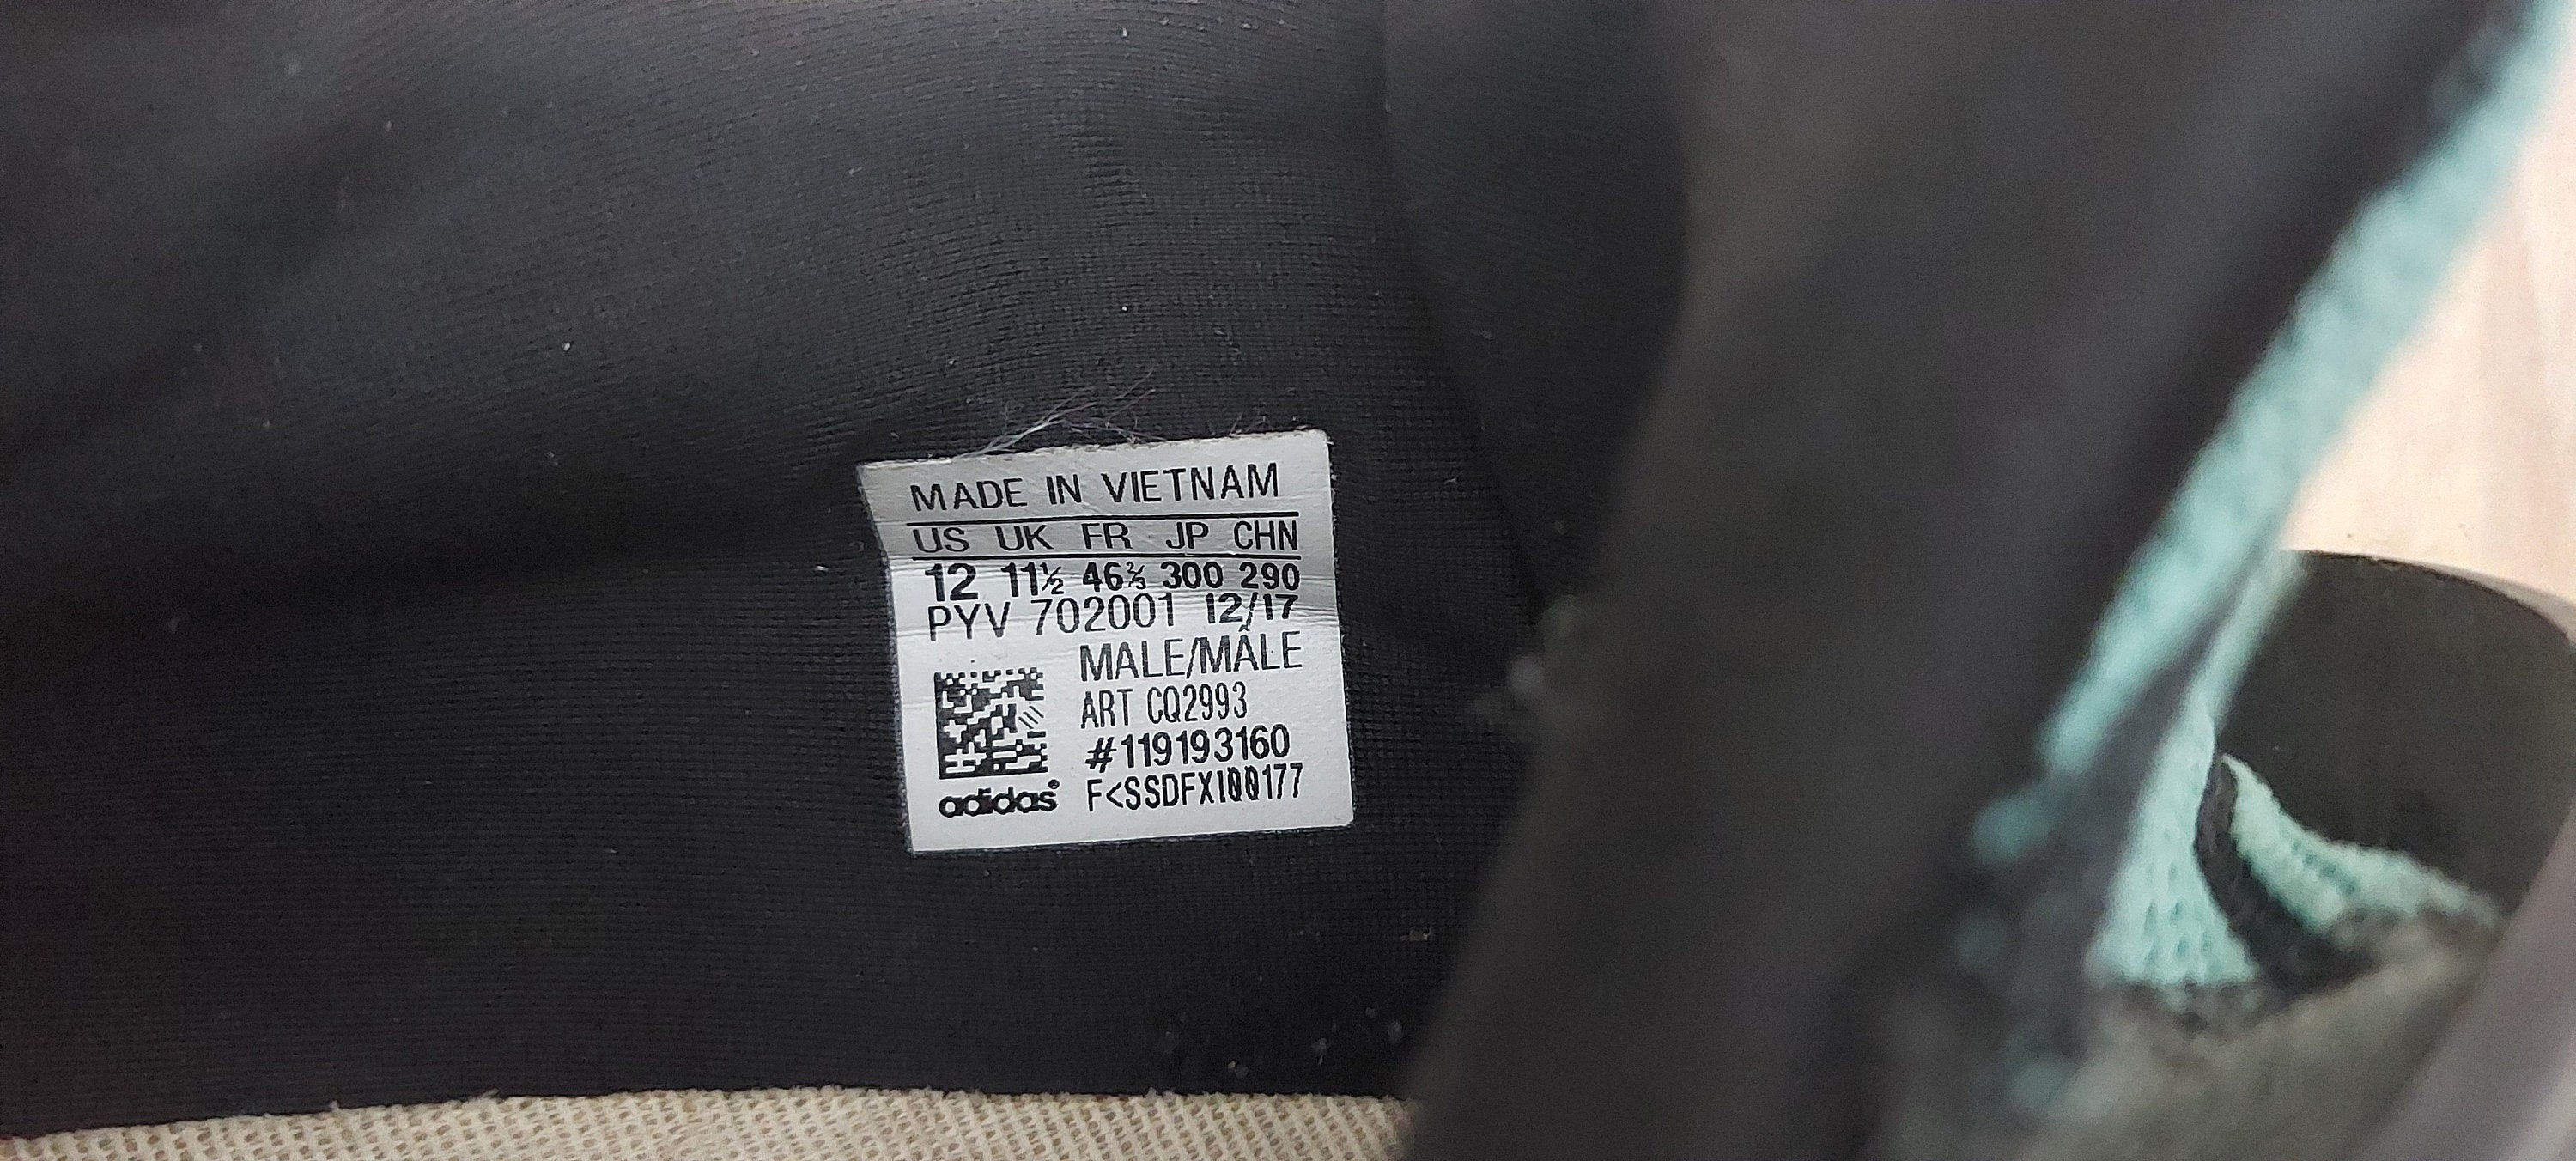 MADE IN VIETNAM
US UK FR JP CHN
12 11½ 46⅔ 300 290
PYV 702001 12/17
MALE/MÂLE
ART CQ2993
#119193160
adidas® F<SSDFXI00177